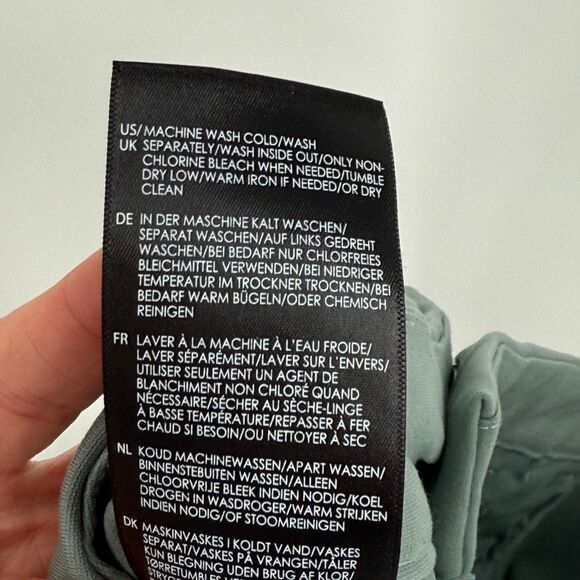 US/ MACHINE WASH COLD/WASH
UK SEPARATELY/WASH INSIDE OUT/ONLY NON-
CHLORINE BLEACH WHEN NEEDED/TUMBLE
DRY LOW/WARM IRON IF NEEDED/OR DRY
CLEAN
DE IN DER MASCHINE KALT WASCHEN/
SEPARAT WASCHEN/AUF LINKS GEDREHT
WASCHEN/BEI BEDARF NUR CHLORFREIES
BLEICHMITTEL VERWENDEN/BEI NIEDRIGER
TEMPERATUR IM TROCKNER TROCKNEN/BEI
BEDARF WARM BÜGELN/ODER CHEMISCH
REINIGEN
FR LAVER À LA MACHINE À L'EAU FROIDE/
LAVER SÉPARÉMENT/LAVER SUR L'ENVERS/
UTILISER SEULEMENT UN AGENT DE
BLANCHIMENT NON CHLORÉ QUAND
NÉCESSAIRE/SÉCHER AU SÈCHE-LINGE
À BASSE TEMPÉRATURE/REPASSER À FER
CHAUD SI BESOIN/OU NETTOYER À SEC
NL KOUD MACHINEWASSEN/APART WASSEN/
BINNENSTEBUITEN WASSEN/ALLEEN
CHLOORVRIJE BLEEK INDIEN NODIG/KOEL
DROGEN IN WASDROGER/WARM STRIJKEN
INDIEN NODIG/OF STOOMREINIGEN
DK MASKINVASKES I KOLDT VAND/VASKES
SEPARAT/VASKES PÅ VRANGEN/TÅLER
KUN BLEGNING UDEN BRUG AF KLOR/